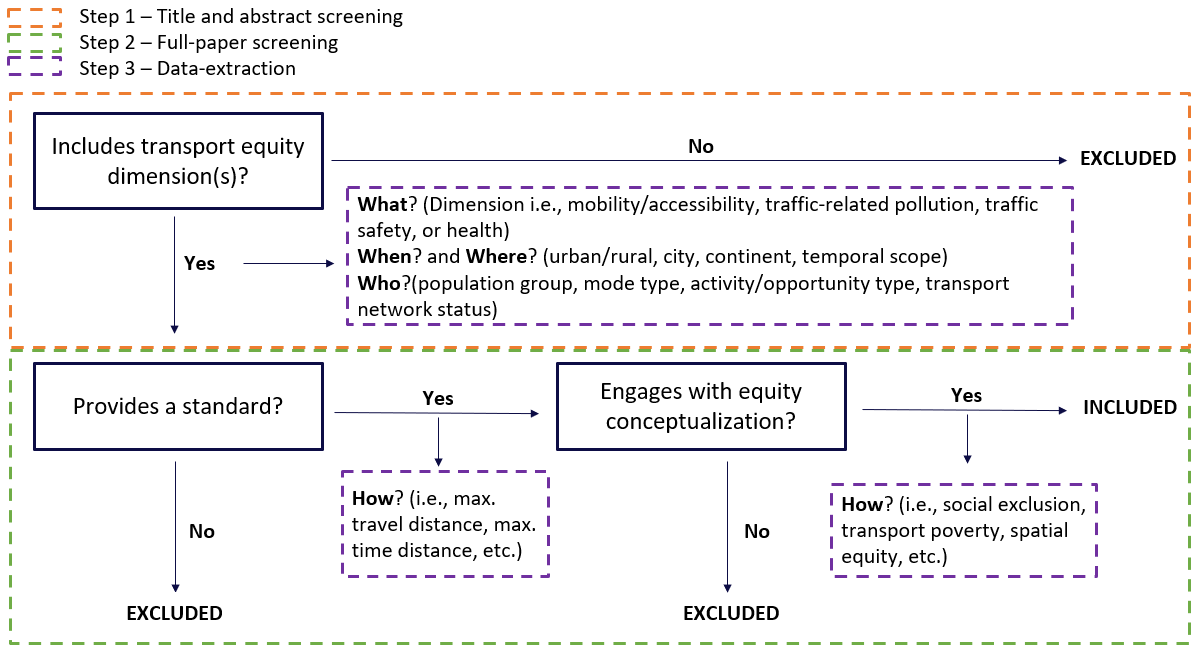 Step 1 – Title and abstract screening
Step 2 – Full-paper screening
Step 3 – Data-extraction
Includes transport equity
dimension(s)?
No
EXCLUDED
Yes
What? (Dimension i.e., mobility/accessibility, traffic-related pollution, traffic
safety, or health)
When? and Where? (urban/rural, city, continent, temporal scope)
Who?(population group, mode type, activity/opportunity type, transport
network status)
Provides a standard?
Yes
Engages with equity
conceptualization?
Yes
INCLUDED
How? (i.e., max.
travel distance, max.
time distance, etc.)
How? (i.e., social exclusion,
transport poverty, spatial
equity, etc.)
No
EXCLUDED
No
EXCLUDED